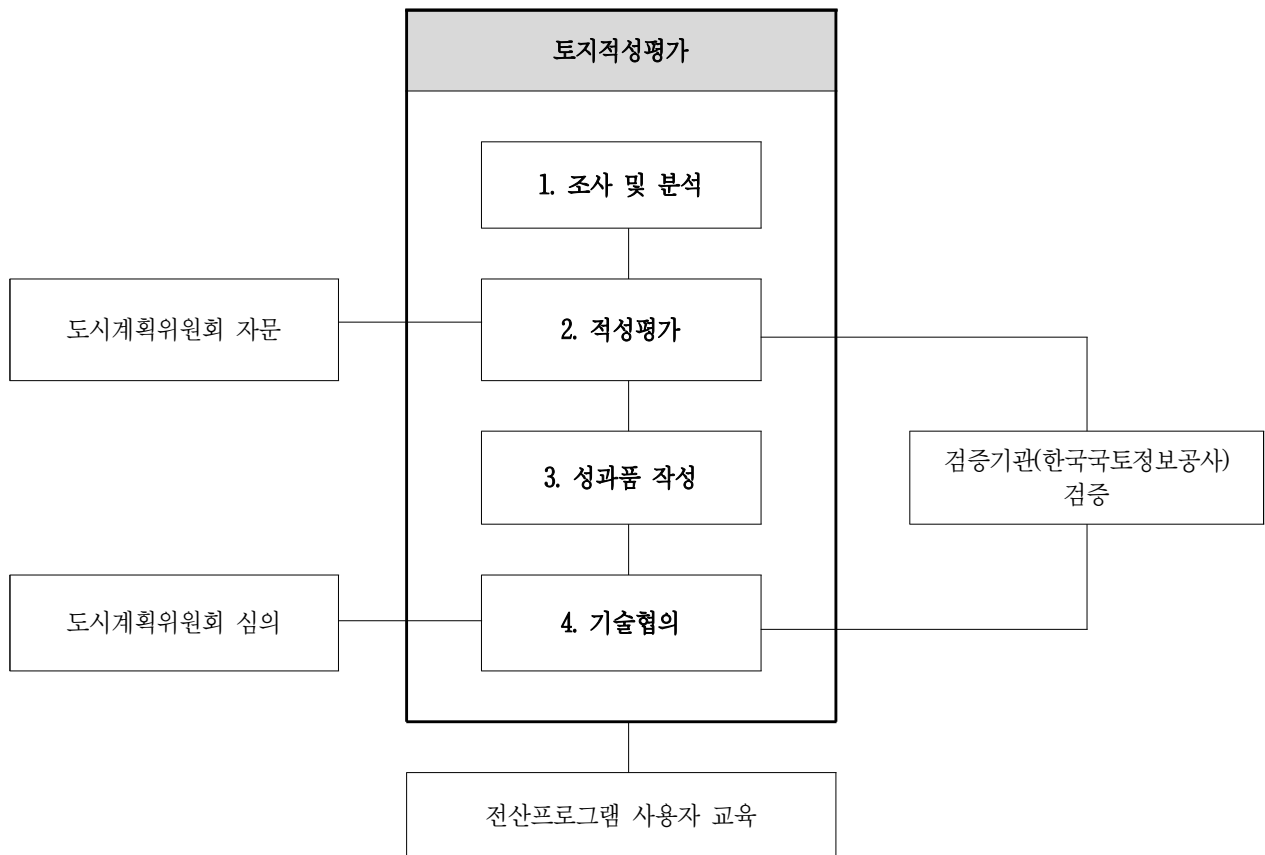 토지적성평가
1. 조사 및 분석
도시계획위원회 자문
2. 적성평가
3. 성과품 작성
검증기관(한국국토정보공사)
검증
도시계획위원회 심의
4. 기술협의
전산프로그램 사용자 교육